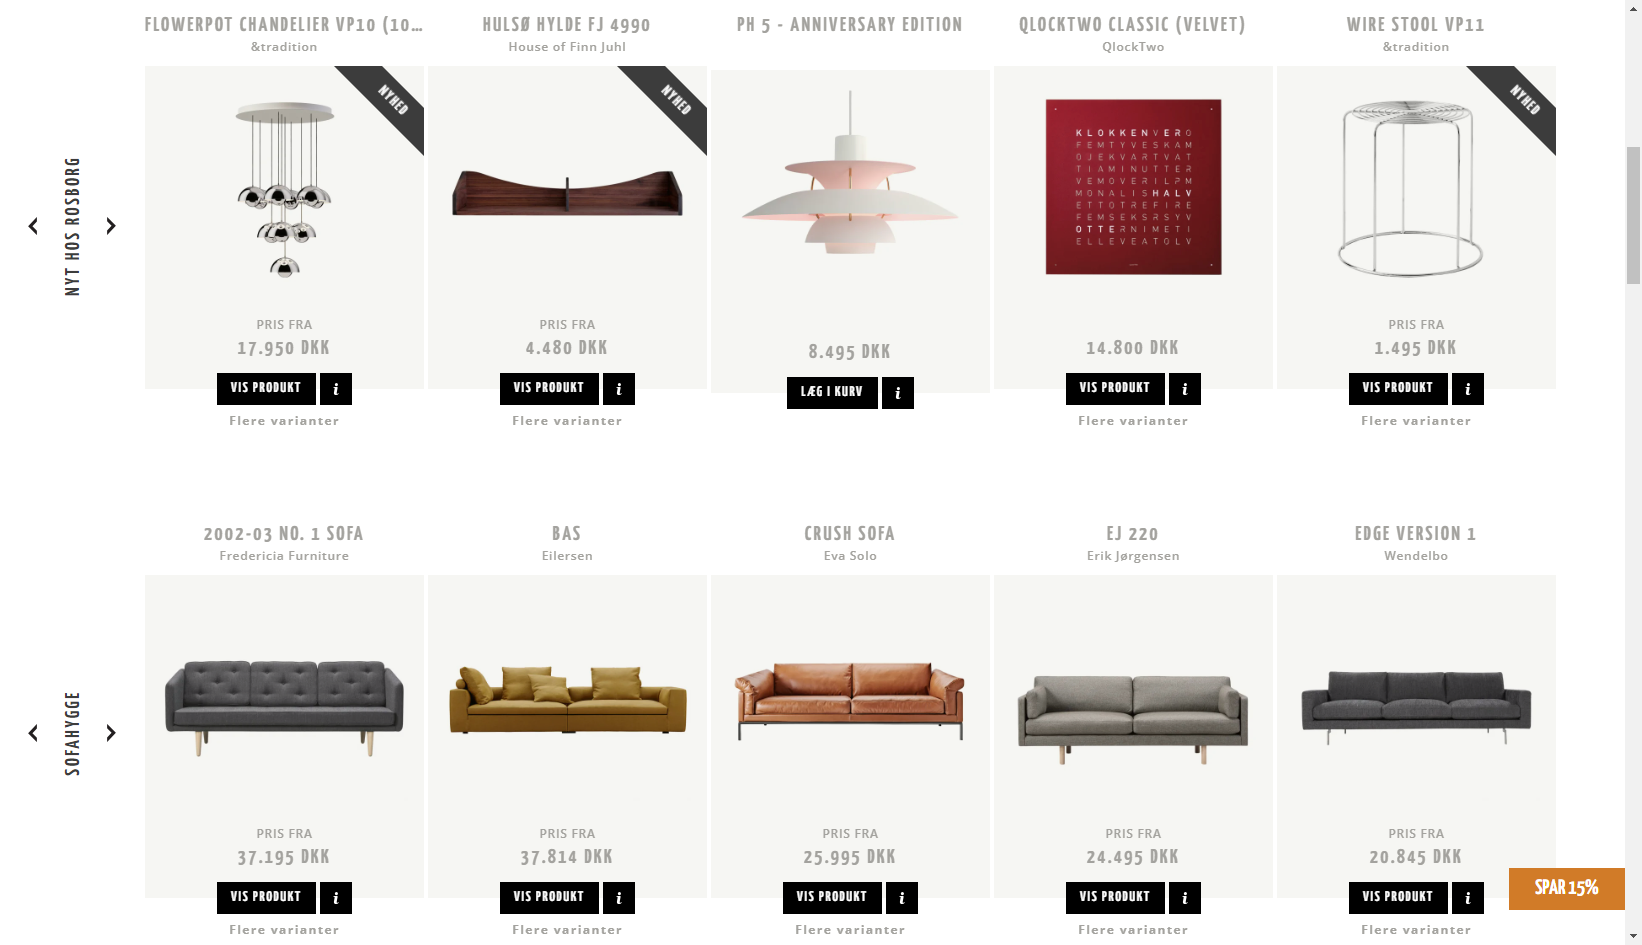 FLOWERPOT CHANDELIER VP10 (10...
&tradition
NYHED
PRIS FRA
17.950 DKK
VIS PRODUKT i
Flere varianter
HULSØ HYLDE FJ 4990
House of Finn Juhl
NYHED
PRIS FRA
4.480 DKK
VIS PRODUKT i
Flere varianter
PH 5 - ANNIVERSARY EDITION
8.495 DKK
LÆG I KURV i
QLOCKTWO CLASSIC (VELVET)
QlockTwo
KLOKKENVERO
FEMTYVESKAM
OJEKVARTVAT
TIAMINUTTER
VEMOVERILPM
MONALISHALV
ETTOTREFIRE
FEMSEKSRSYV
OTTERNIMETI
ELLEVEATOLV
14.800 DKK
VIS PRODUKT i
Flere varianter
WIRE STOOL VP11
&tradition
NYHED
PRIS FRA
1.495 DKK
VIS PRODUKT i
Flere varianter
NYT HOS ROSBORG
2002-03 NO. 1 SOFA
Fredericia Furniture
PRIS FRA
37.195 DKK
VIS PRODUKT i
Flere varianter
BAS
Eilersen
PRIS FRA
37.814 DKK
VIS PRODUKT i
Flere varianter
CRUSH SOFA
Eva Solo
PRIS FRA
25.995 DKK
VIS PRODUKT i
Flere varianter
EJ 220
Erik Jørgensen
PRIS FRA
24.495 DKK
VIS PRODUKT i
Flere varianter
EDGE VERSION 1
Wendelbo
PRIS FRA
20.845 DKK
VIS PRODUKT i
Flere varianter
SOFAHYGGE
SPAR 15%